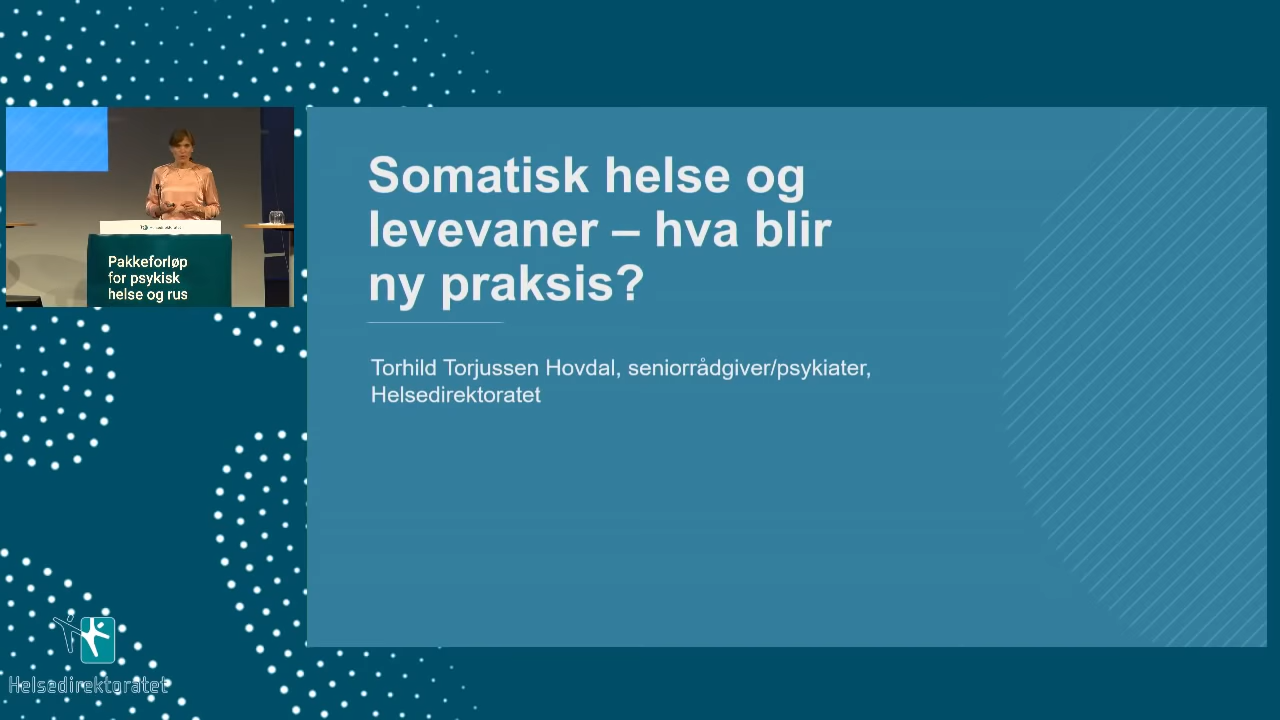 Somatisk helse og
levevaner – hva blir
ny praksis?
Torhild Torjussen Hovdal, seniorrådgiver/psykiater,
Helsedirektoratet
Pakkeforløp
for psykisk
helse og rus
Helsedirektoratet